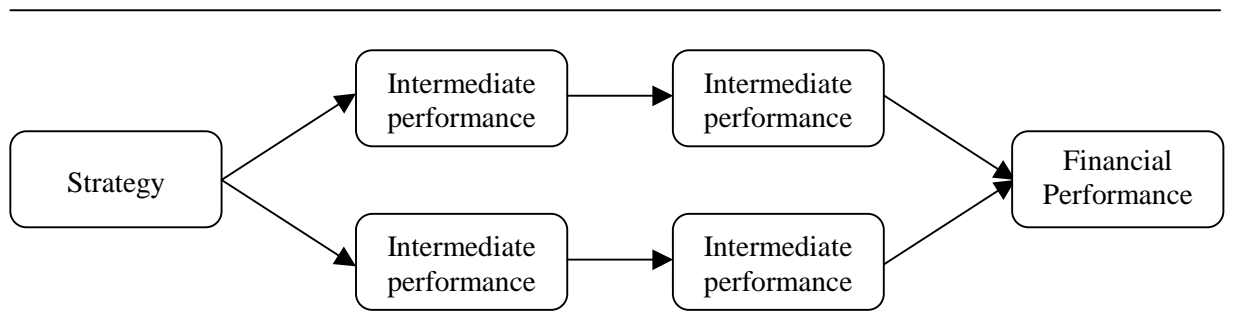 Intermediate
performance
Intermediate
performance
Strategy
Financial
Performance
Intermediate
performance
Intermediate
performance